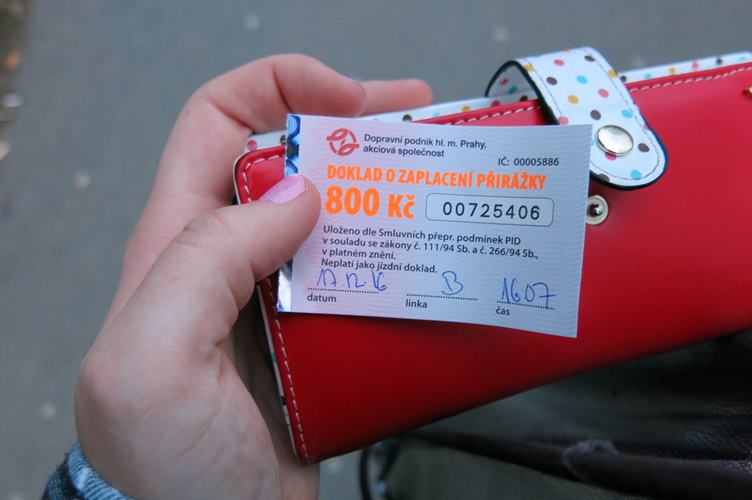 Dopravní podnik hl. m. Prahy,
akciová společnost
IČ: 00005886
DOKLAD O ZAPLACENÍ PŘIRÁŽKY
800 Kč 00725406
Uloženo dle Smluvních přepr. podmínek PID
v souladu se zákony č. 111/94 Sb. a č. 266/94 Sb.,
v platném znění.
Neplatí jako jízdní doklad.
17.12.16 B 1607
datum linka čas